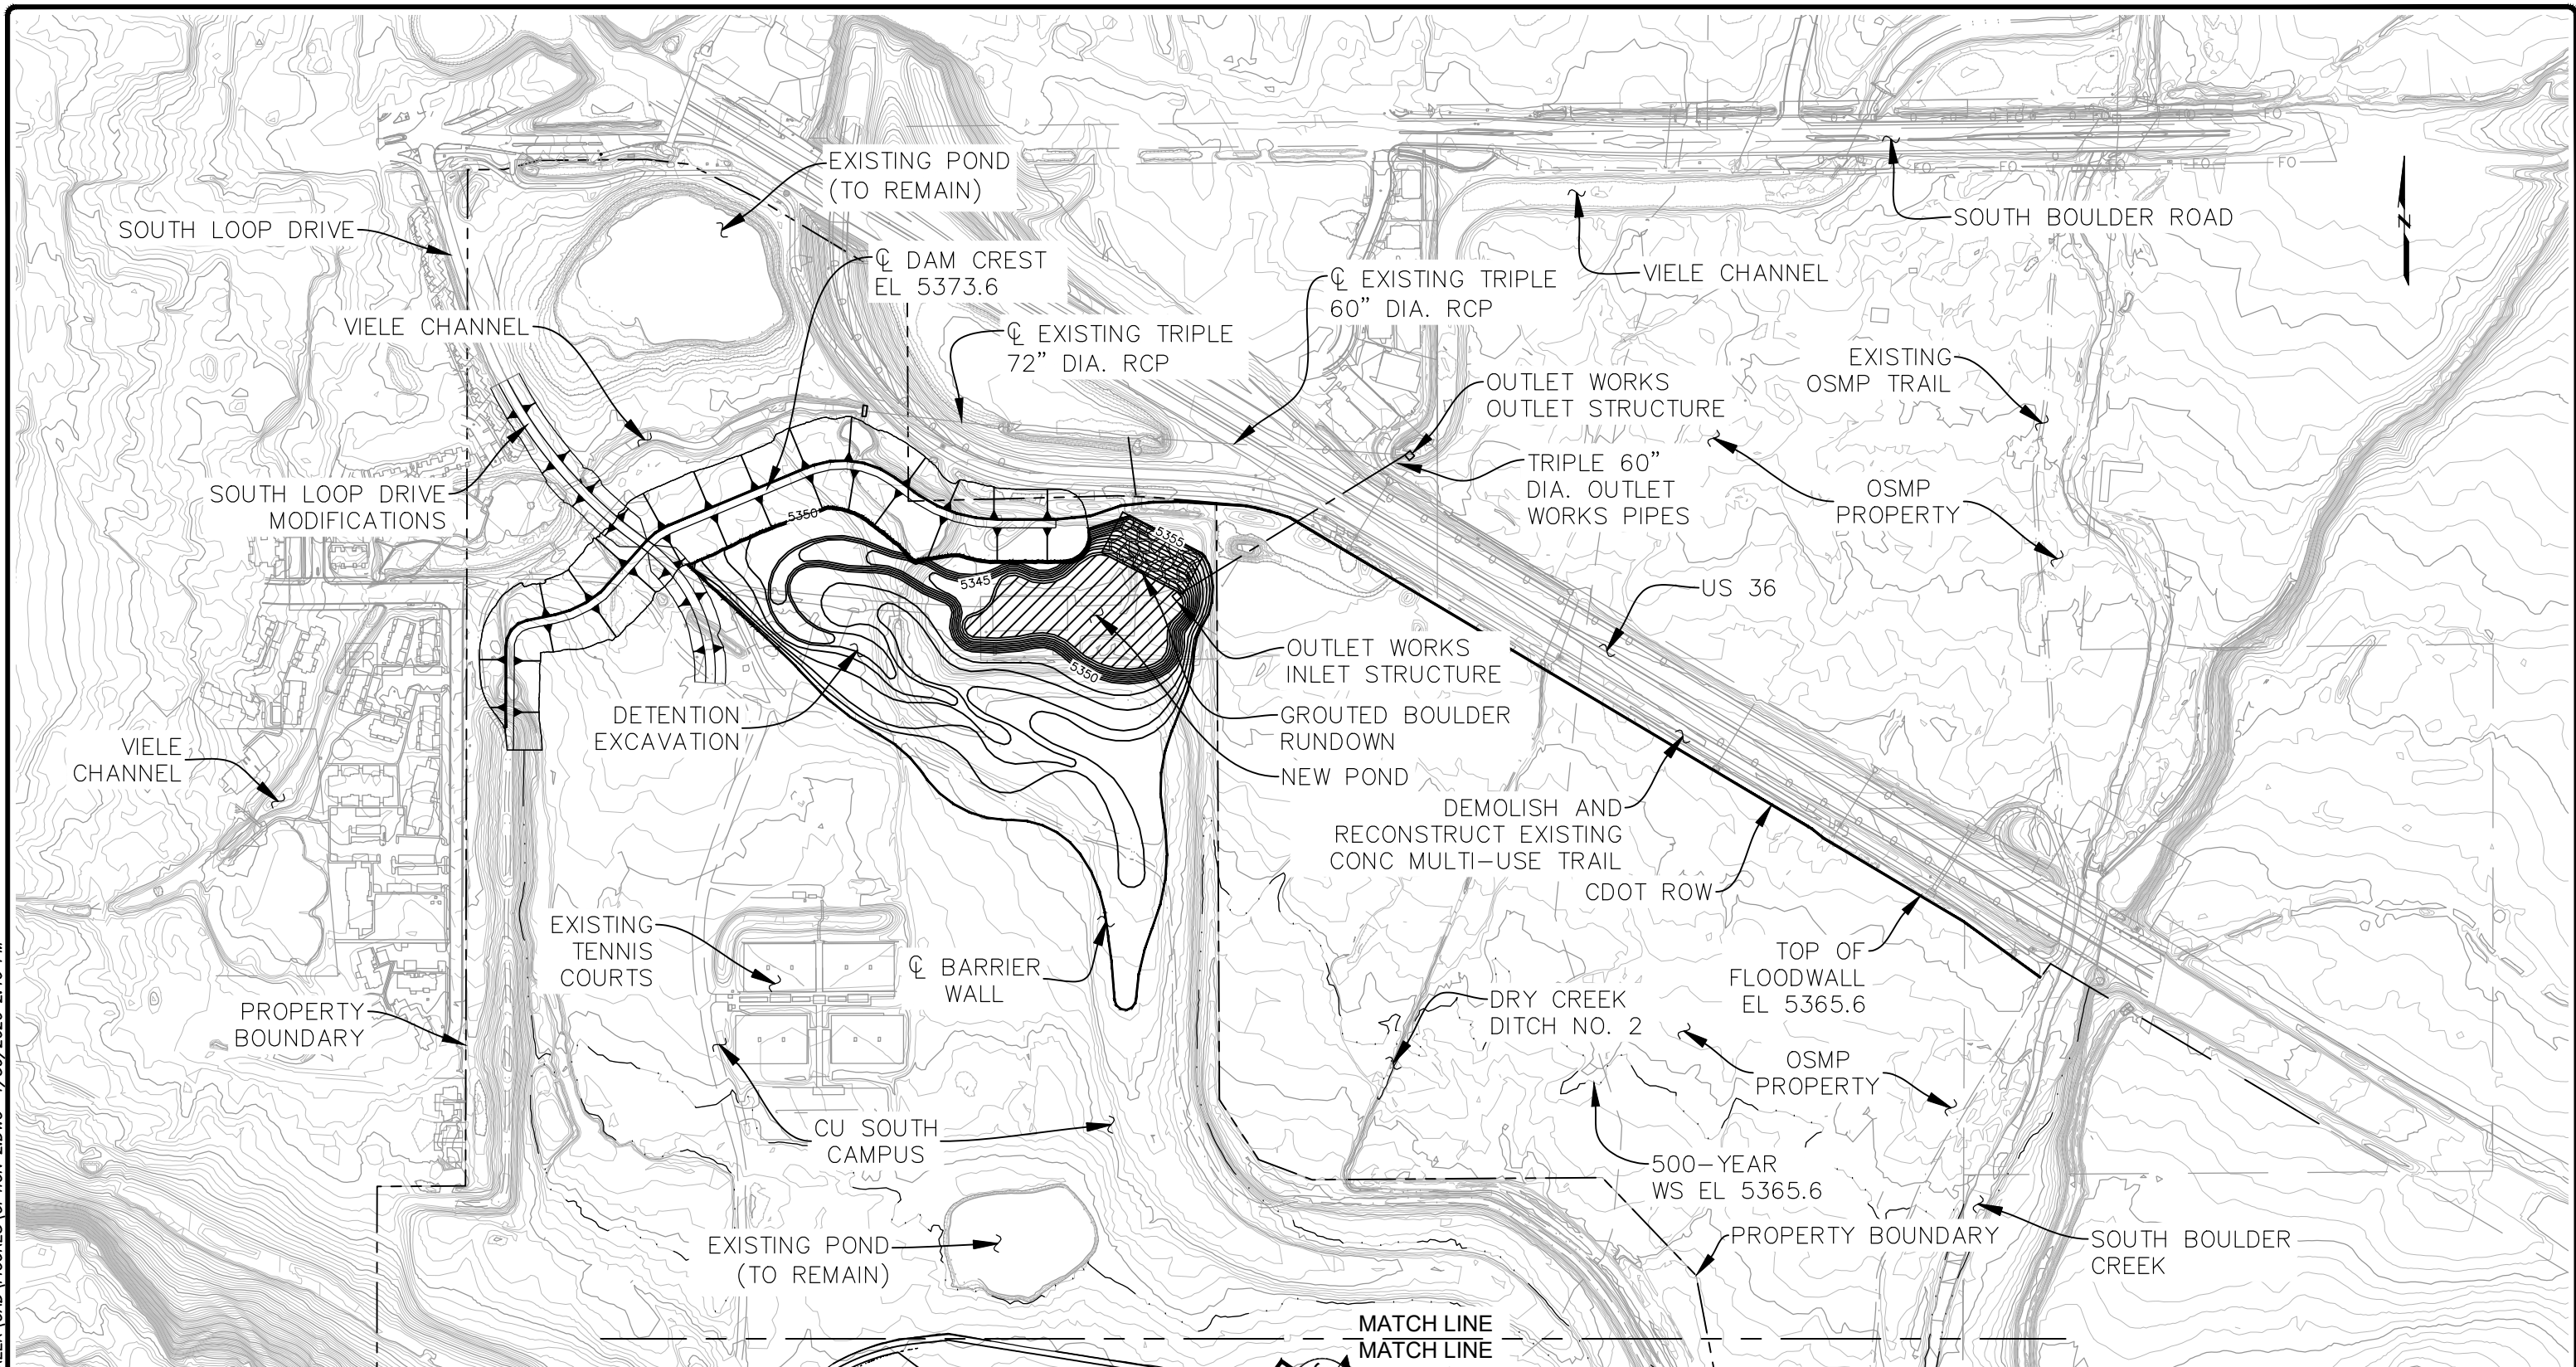 EXISTING POND
(TO REMAIN)
SOUTH LOOP DRIVE
SOUTH BOULDER ROAD
N
℄ DAM CREST
EL 5373.6
VIELE CHANNEL
℄ EXISTING TRIPLE
60" DIA. RCP
VIELE CHANNEL
℄ EXISTING TRIPLE
72" DIA. RCP
EXISTING
OSMP TRAIL
OUTLET WORKS
OUTLET STRUCTURE
TRIPLE 60"
DIA. OUTLET
WORKS PIPES
OSMP
PROPERTY
SOUTH LOOP DRIVE
MODIFICATIONS
5350
5355
5345
5350
US 36
OUTLET WORKS
INLET STRUCTURE
DETENTION
EXCAVATION
GROUTED BOULDER
RUNDOWN
NEW POND
VIELE
CHANNEL
DEMOLISH AND
RECONSTRUCT EXISTING
CONC MULTI-USE TRAIL
CDOT ROW
EXISTING
TENNIS
COURTS
℄ BARRIER
WALL
TOP OF
FLOODWALL
EL 5365.6
PROPERTY
BOUNDARY
DRY CREEK
DITCH NO. 2
OSMP
PROPERTY
CU SOUTH
CAMPUS
500-YEAR
WS EL 5365.6
EXISTING POND
(TO REMAIN)
PROPERTY BOUNDARY
SOUTH BOULDER
CREEK
MATCH LINE
MATCH LINE
FO
FO
FO
FO